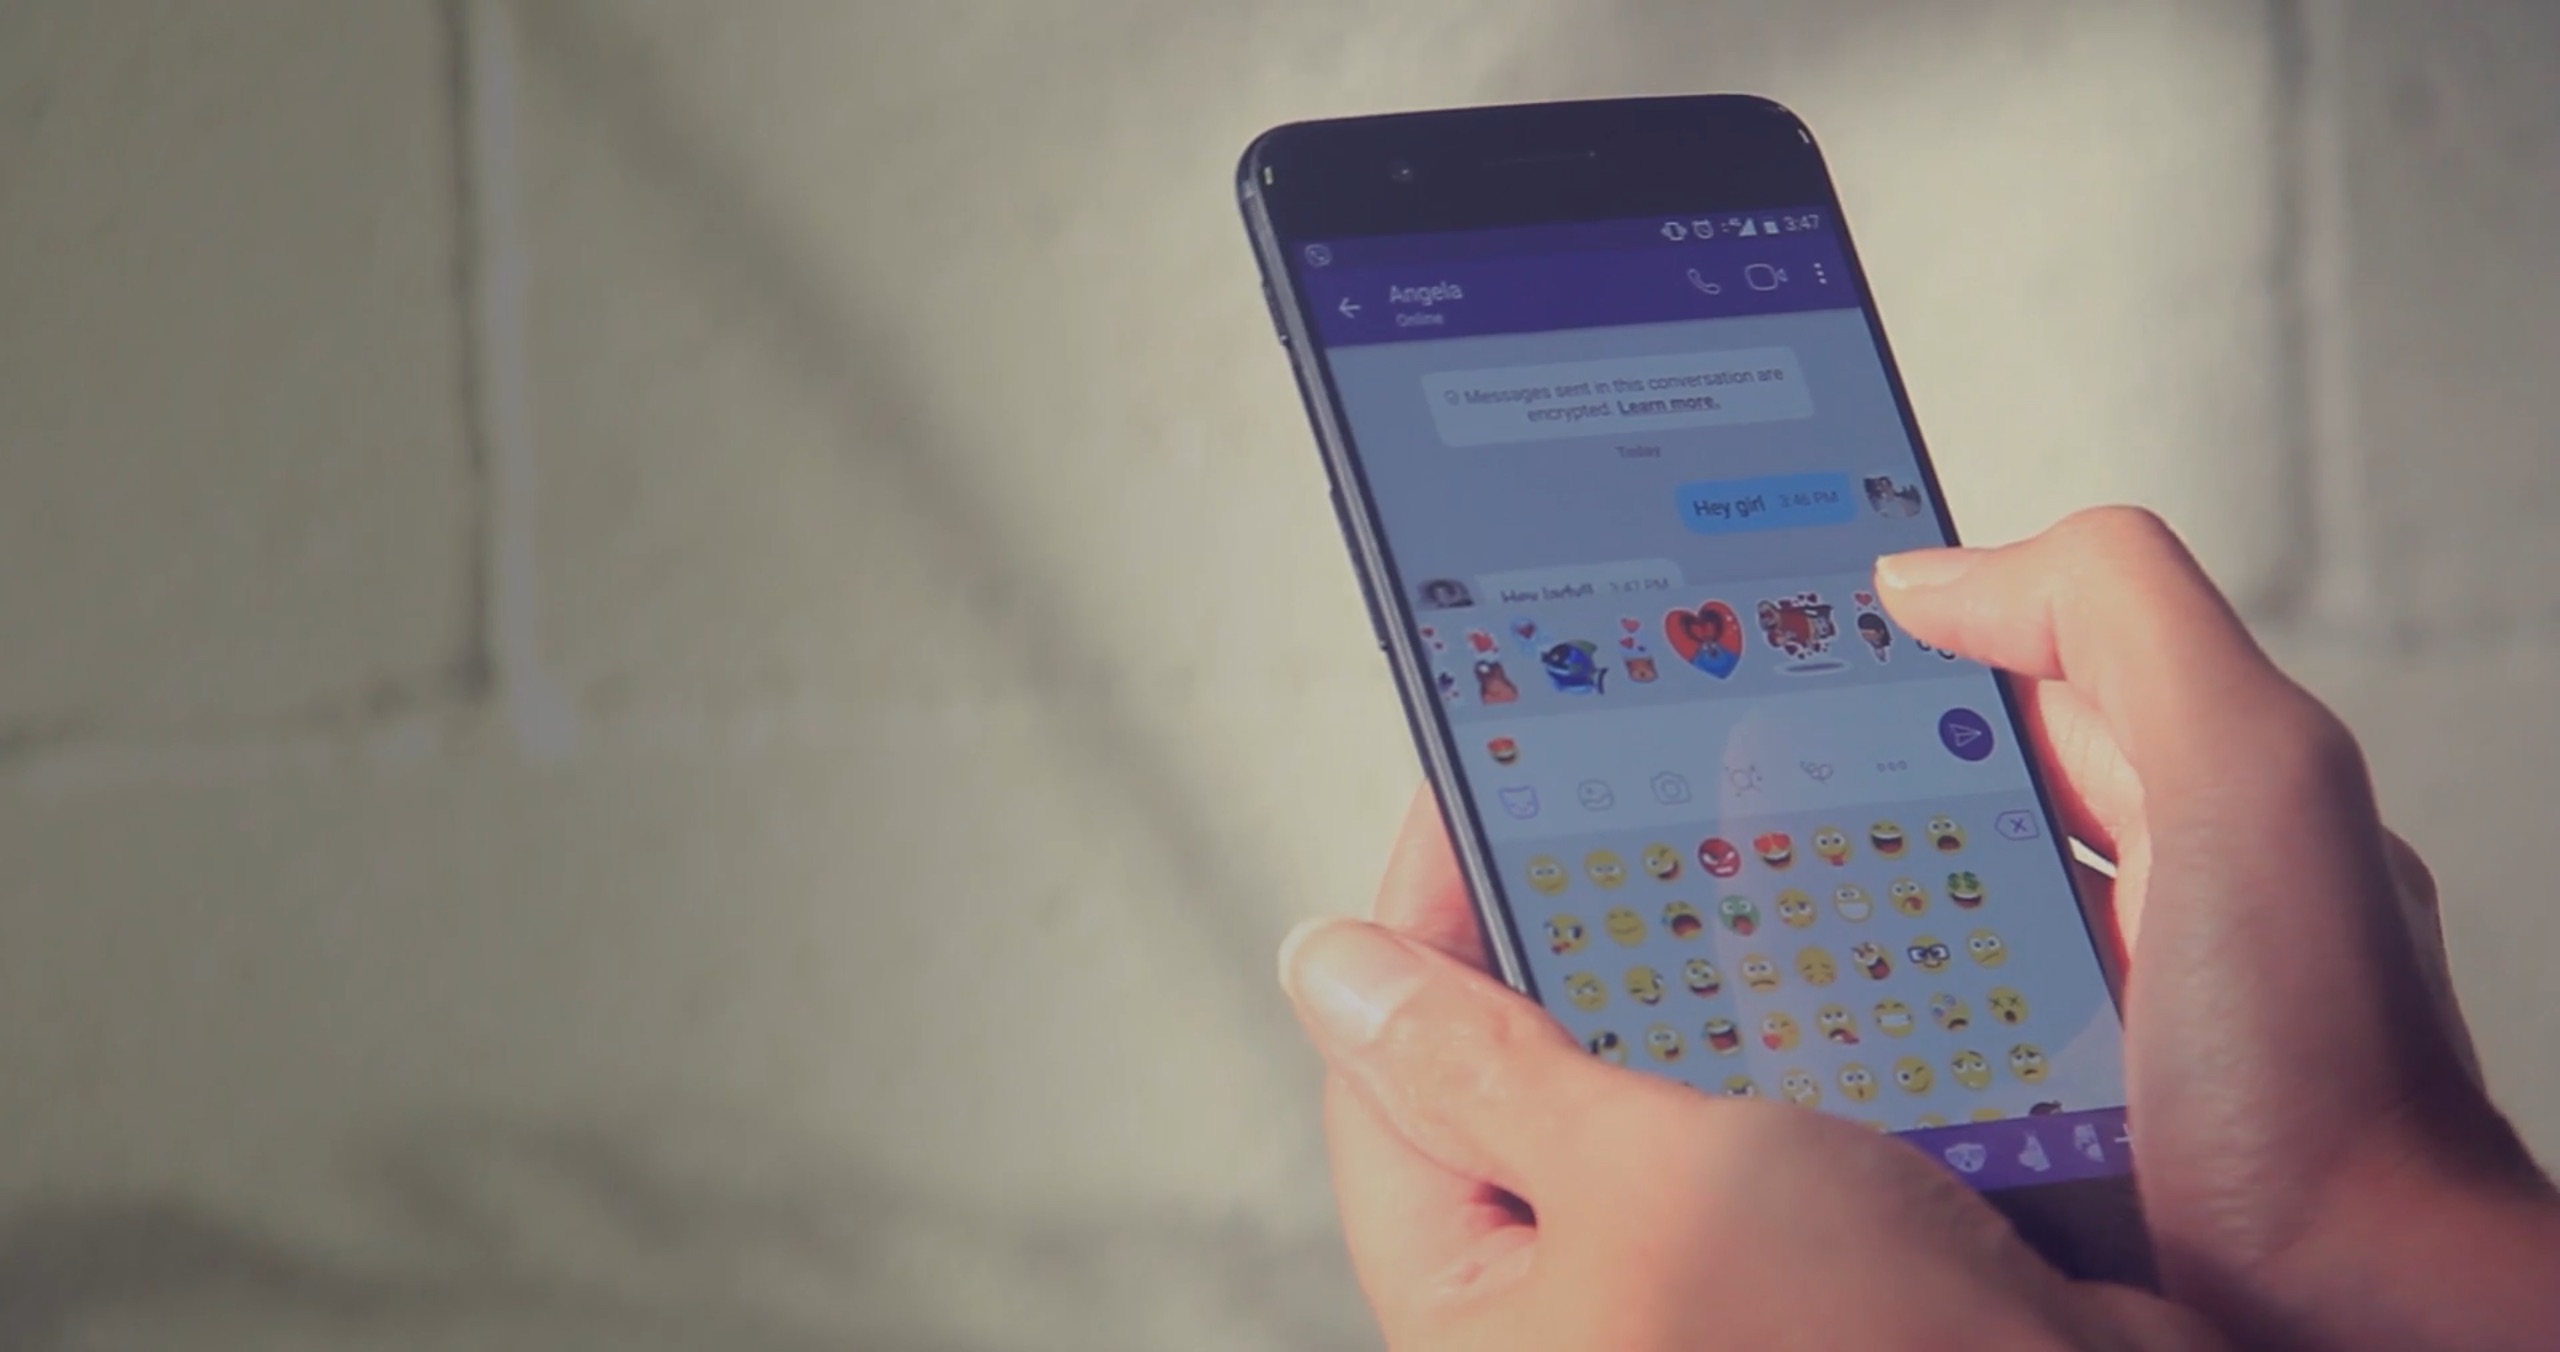 3:47
Angela
Online
Messages sent in this conversation are
encrypted. Learn more.
Today
Hey girl 3:46 PM
Hey 3:47 PM